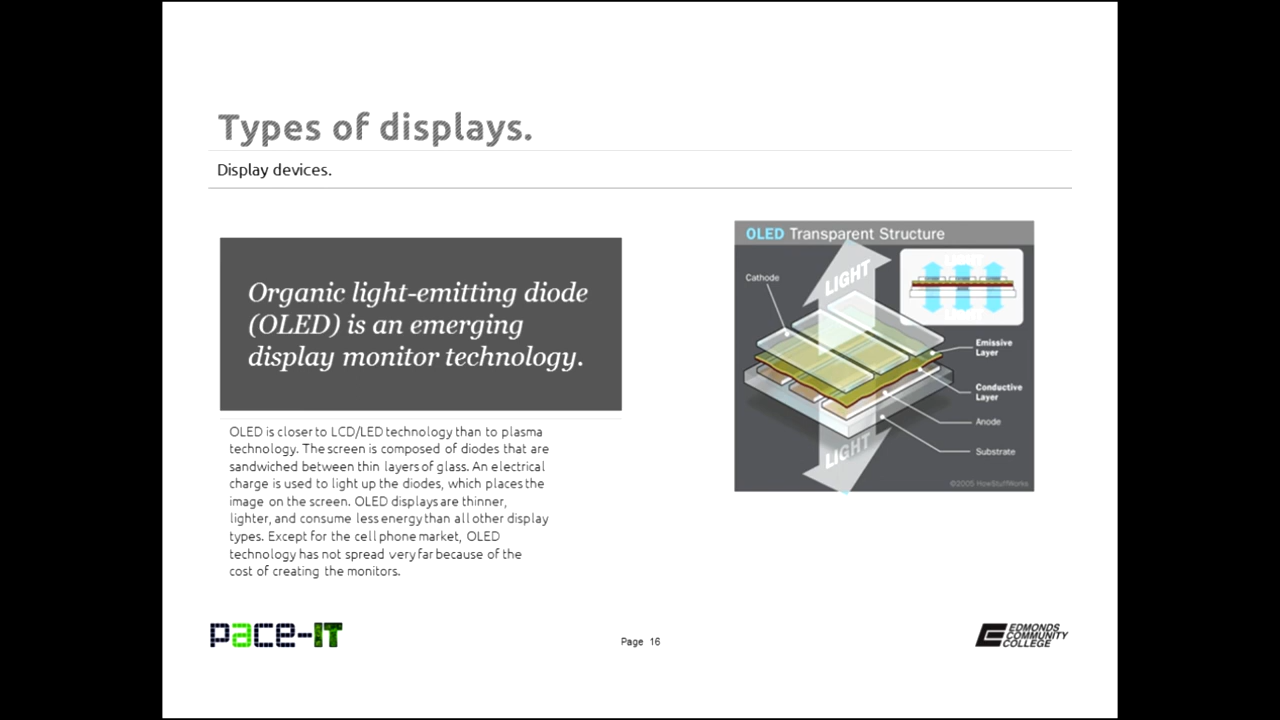 Types of displays.
Display devices.
Organic light-emitting diode
(OLED) is an emerging
display monitor technology.
OLED is closer to LCD/LED technology than to plasma
technology. The screen is composed of diodes that are
sandwiched between thin layers of glass. An electrical
charge is used to light up the diodes, which places the
image on the screen. OLED displays are thinner,
lighter, and consume less energy than all other display
types. Except for the cell phone market, OLED
technology has not spread very far because of the
cost of creating the monitors.
OLED Transparent Structure
Cathode
LIGHT
Emissive
Layer
Conductive
Layer
Anode
Substrate
LIGHT
©2005 HowStuffWorks
pace-IT
Page 16
EDMONDS
COMMUNITY
COLLEGE